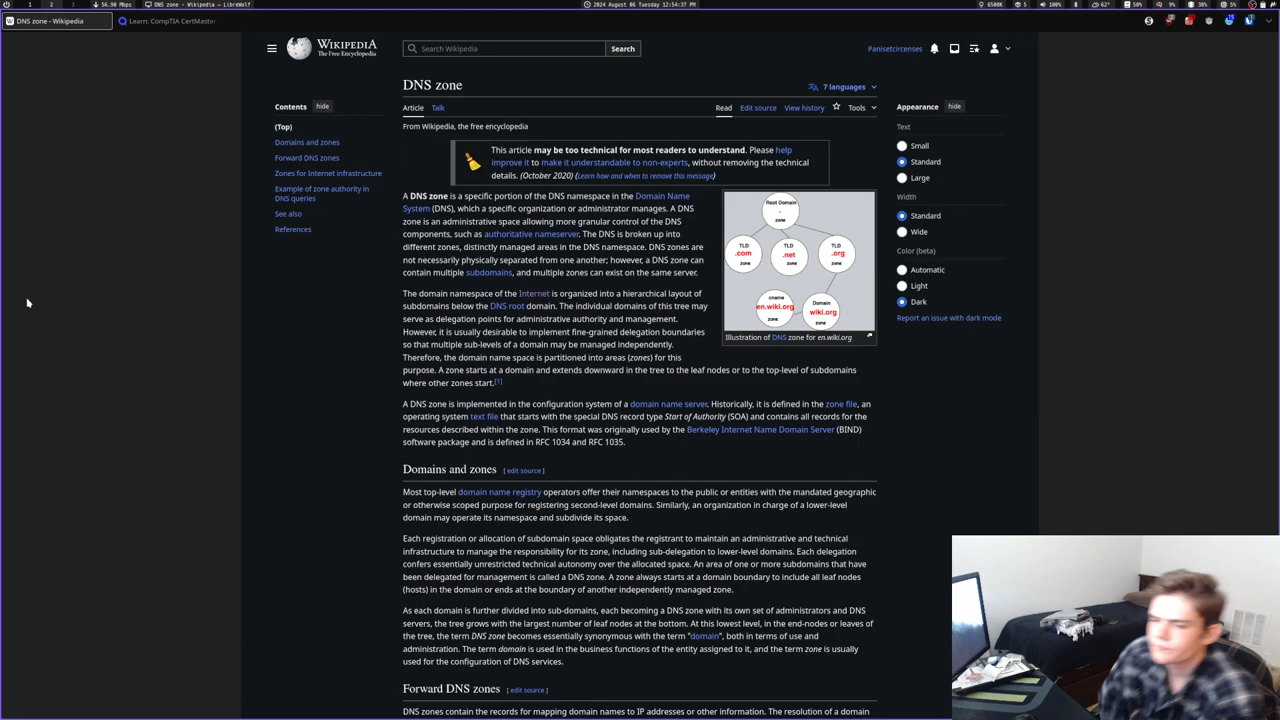 1 2 3 56.90 Mbps DNS zone - Wikipedia — LibreWolf 2024 August 06 Tuesday 12:54:37 6500K 5 100% 8 62° 50% 9% 38% 5%
DNS zone - Wikipedia
Learn: CompTIA CertMaster
WIKIPEDIA
The Free Encyclopedia
Search Wikipedia
Search
Panisetcircenses
DNS zone
7 languages
Article Talk
Read Edit source View history Tools
From Wikipedia, the free encyclopedia
Contents hide
(Top)
Domains and zones
Forward DNS zones
Zones for Internet infrastructure
Example of zone authority in
DNS queries
See also
References
This article may be too technical for most readers to understand. Please help
improve it to make it understandable to non-experts, without removing the technical
details. (October 2020) (Learn how and when to remove this message)
A DNS zone is a specific portion of the DNS namespace in the Domain Name
System (DNS), which a specific organization or administrator manages. A DNS
zone is an administrative space allowing more granular control of the DNS
components, such as authoritative nameserver. The DNS is broken up into
different zones, distinctly managed areas in the DNS namespace. DNS zones are
not necessarily physically separated from one another; however, a DNS zone can
contain multiple subdomains, and multiple zones can exist on the same server.
Root Domain
.
zone
TLD
.com
zone
TLD
.net
zone
TLD
.org
zone
cname
en.wiki.org
zone
Domain
wiki.org
zone
Illustration of DNS zone for en.wiki.org
The domain namespace of the Internet is organized into a hierarchical layout of
subdomains below the DNS root domain. The individual domains of this tree may
serve as delegation points for administrative authority and management.
However, it is usually desirable to implement fine-grained delegation boundaries
so that multiple sub-levels of a domain may be managed independently.
Therefore, the domain name space is partitioned into areas (zones) for this
purpose. A zone starts at a domain and extends downward in the tree to the leaf nodes or to the top-level of subdomains
where other zones start.[1]
A DNS zone is implemented in the configuration system of a domain name server. Historically, it is defined in the zone file, an
operating system text file that starts with the special DNS record type Start of Authority (SOA) and contains all records for the
resources described within the zone. This format was originally used by the Berkeley Internet Name Domain Server (BIND)
software package and is defined in RFC 1034 and RFC 1035.
Domains and zones [ edit source ]
Most top-level domain name registry operators offer their namespaces to the public or entities with the mandated geographic
or otherwise scoped purpose for registering second-level domains. Similarly, an organization in charge of a lower-level
domain may operate its namespace and subdivide its space.
Each registration or allocation of subdomain space obligates the registrant to maintain an administrative and technical
infrastructure to manage the responsibility for its zone, including sub-delegation to lower-level domains. Each delegation
confers essentially unrestricted technical autonomy over the allocated space. An area of one or more subdomains that have
been delegated for management is called a DNS zone. A zone always starts at a domain boundary to include all leaf nodes
(hosts) in the domain or ends at the boundary of another independently managed zone.
As each domain is further divided into sub-domains, each becoming a DNS zone with its own set of administrators and DNS
servers, the tree grows with the largest number of leaf nodes at the bottom. At this lowest level, in the end-nodes or leaves of
the tree, the term DNS zone becomes essentially synonymous with the term "domain", both in terms of use and
administration. The term domain is used in the business functions of the entity assigned to it, and the term zone is usually
used for the configuration of DNS services.
Forward DNS zones [ edit source ]
DNS zones contain the records for mapping domain names to IP addresses or other information. The resolution of a domain
Appearance hide
Text
Small
Standard
Large
Width
Standard
Wide
Color (beta)
Automatic
Light
Dark
Report an issue with dark mode